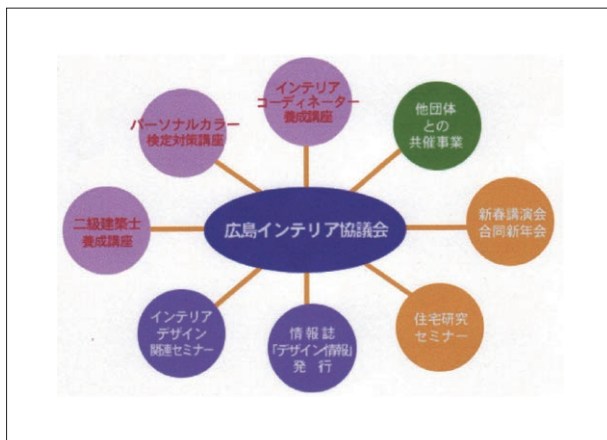 インテリア
コーディネーター
養成講座
他団体
との
共催事業
パーソナルカラー
検定対策講座
二級建築士
養成講座
広島インテリア協議会
新春講演会
合同新年会
インテリア
デザイン
関連セミナー
情報誌
「デザイン情報」
発行
住宅研究
セミナー